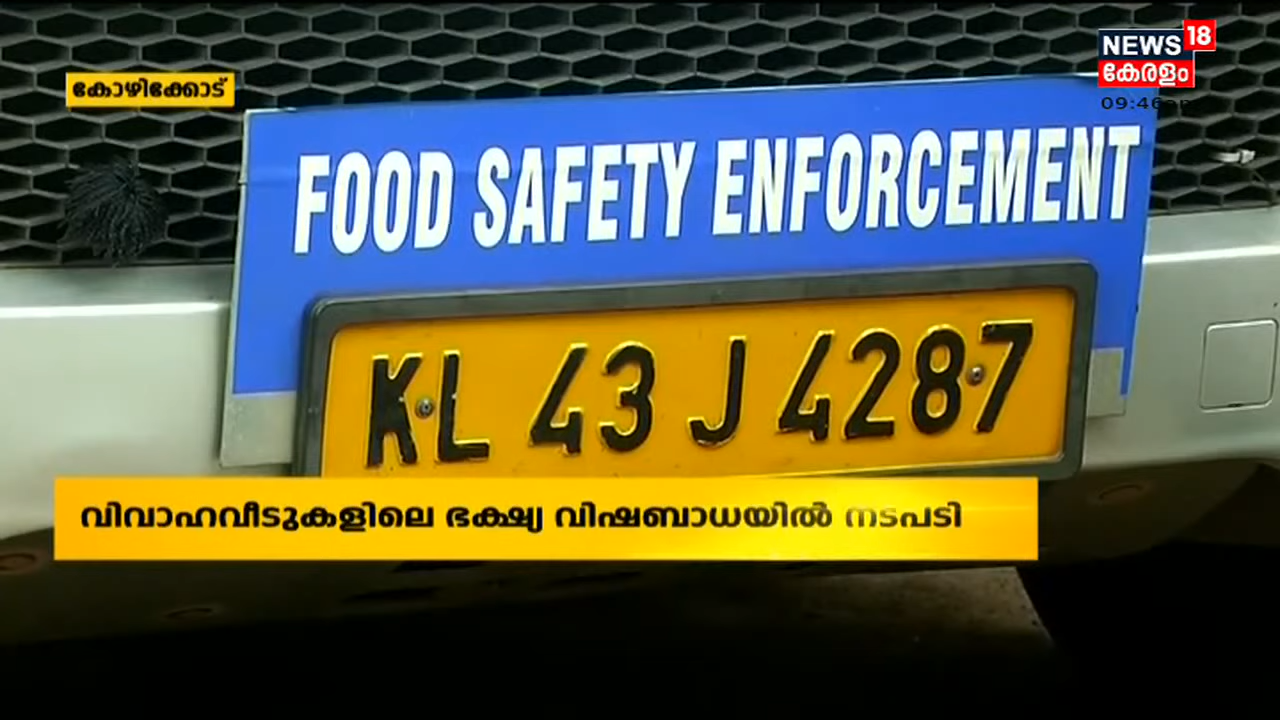 NEWS 18
കേരളം
കോഴിക്കോട്
FOOD SAFETY ENFORCEMENT
KL 43 J 4287
വിവാഹവീടുകളിലെ ഭക്ഷ്യ വിഷബാധയിൽ നടപടി